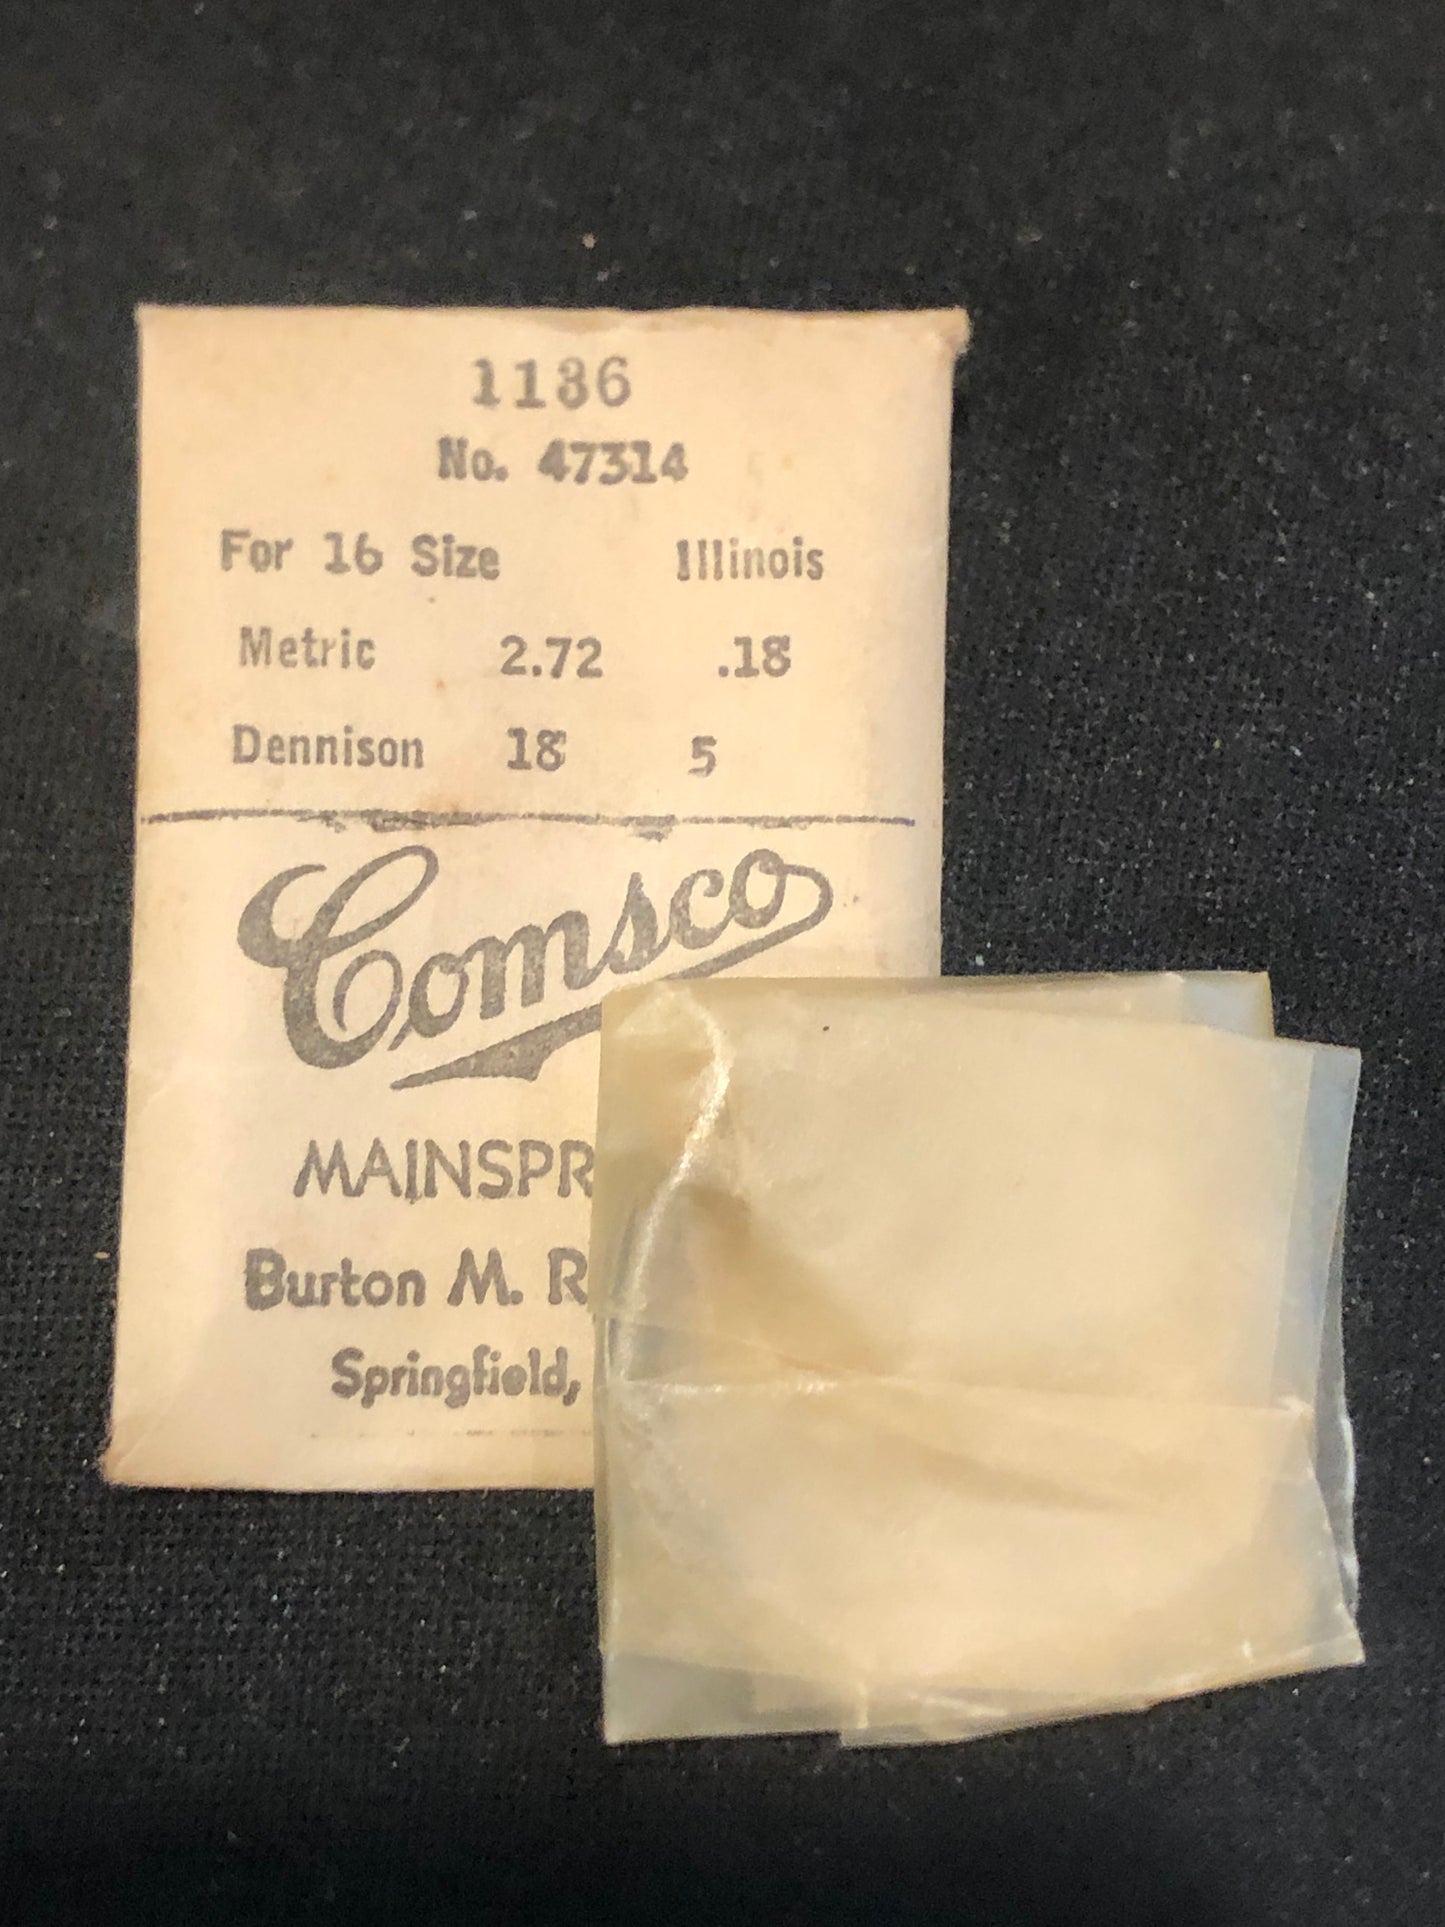 1136
No. 47314
For 16 Size Illinois
Metric 2.72 .18
Dennison 18 5
Comsco
MAINSPR
Burton M. R
Springfield,